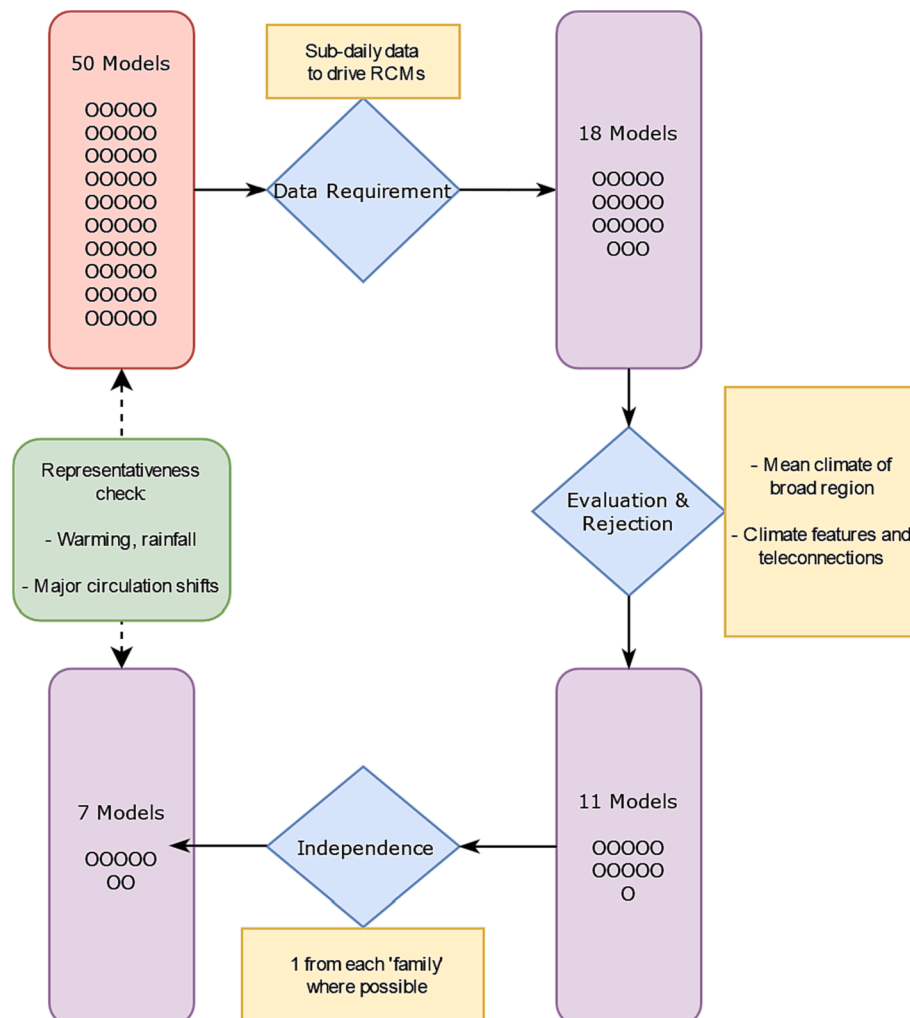 50 Models
OOOOO
OOOOO
OOOOO
OOOOO
OOOOO
OOOOO
OOOOO
OOOOO
OOOOO
OOOOO
Sub-daily data
to drive RCMs
Data Requirement
18 Models
OOOOO
OOOOO
OOOOO
OOO
Evaluation &
Rejection
- Mean climate of
broad region
- Climate features and
teleconnections
11 Models
OOOOO
OOOOO
O
Independence
1 from each 'family'
where possible
7 Models
OOOOO
OO
Representativeness
check:
- Warming, rainfall
- Major circulation shifts